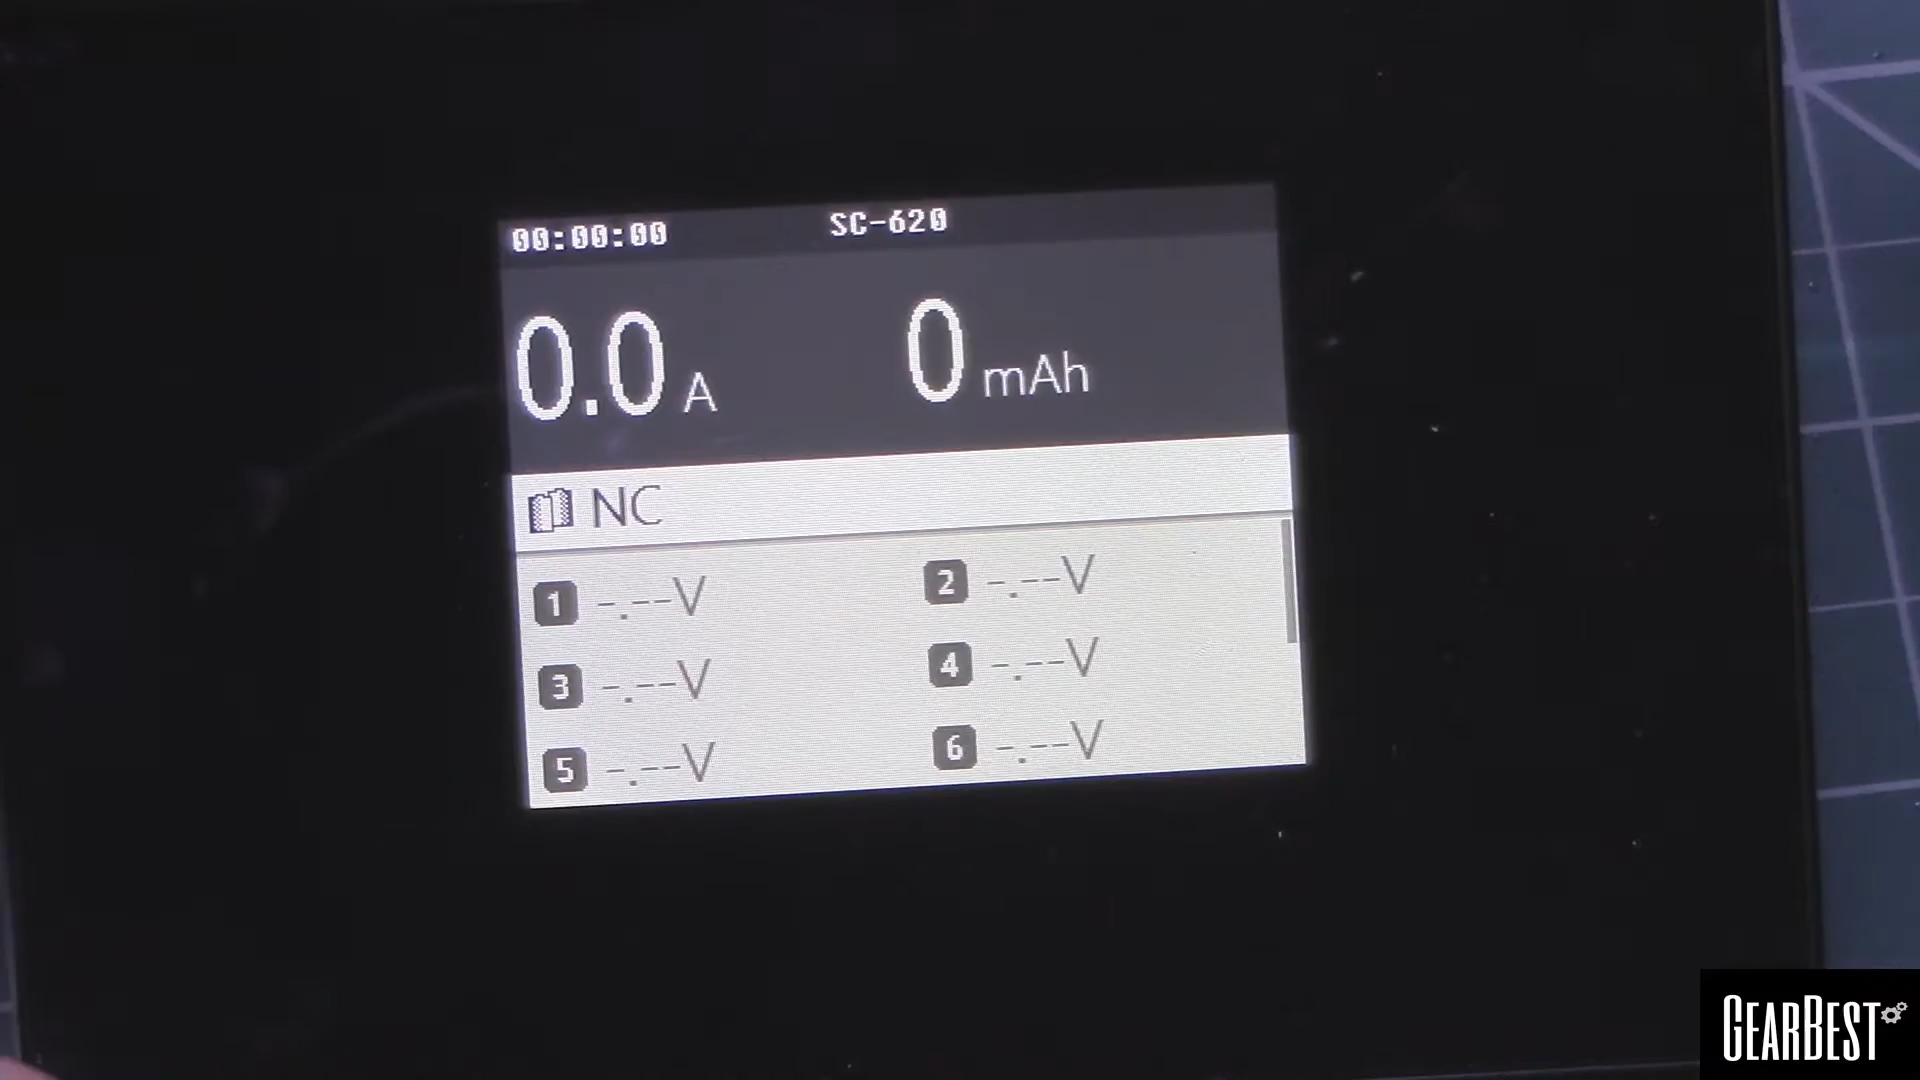 00:00:00 SC-620
0.0 A 0 mAh
NC
1 -.--V 2 -.--V
3 -.--V 4 -.--V
5 -.--V 6 -.--V
GEARBEST